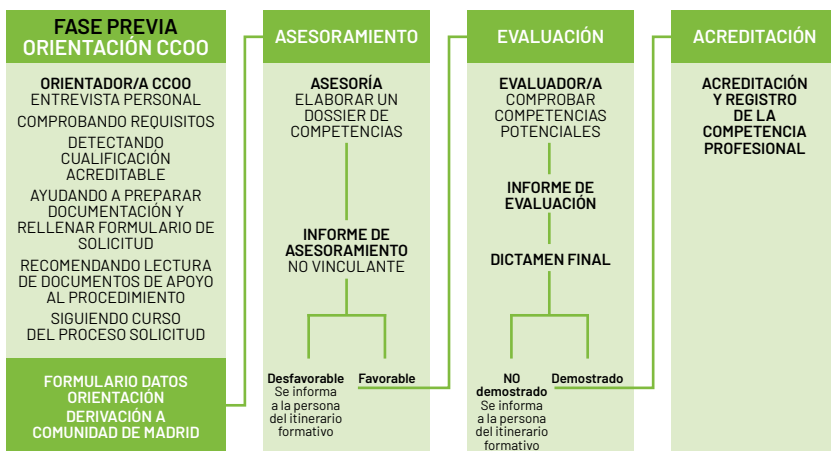 FASE PREVIA
ORIENTACIÓN CCOO
ORIENTADOR/A CCOO
ENTREVISTA PERSONAL
COMPROBANDO REQUISITOS
DETECTANDO
CUALIFICACIÓN
ACREDITABLE
AYUDANDO A PREPARAR
DOCUMENTACIÓN Y
RELLENAR FORMULARIO DE
SOLICITUD
RECOMENDANDO LECTURA
DE DOCUMENTOS DE APOYO
AL PROCEDIMIENTO
SIGUIENDO CURSO
DEL PROCESO SOLICITUD
FORMULARIO DATOS
ORIENTACIÓN
DERIVACIÓN A
COMUNIDAD DE MADRID
ASESORAMIENTO
ASESORÍA
ELABORAR UN
DOSSIER DE
COMPETENCIAS
INFORME DE
ASESORAMIENTO
NO VINCULANTE
Desfavorable
Se informa
a la persona
del itinerario
formativo
Favorable
EVALUACIÓN
EVALUADOR/A
COMPROBAR
COMPETENCIAS
POTENCIALES
INFORME DE
EVALUACIÓN
DICTAMEN FINAL
NO
demostrado
Se informa
a la persona
del itinerario
formativo
Demostrado
ACREDITACIÓN
ACREDITACIÓN
Y REGISTRO
DE LA
COMPETENCIA
PROFESIONAL